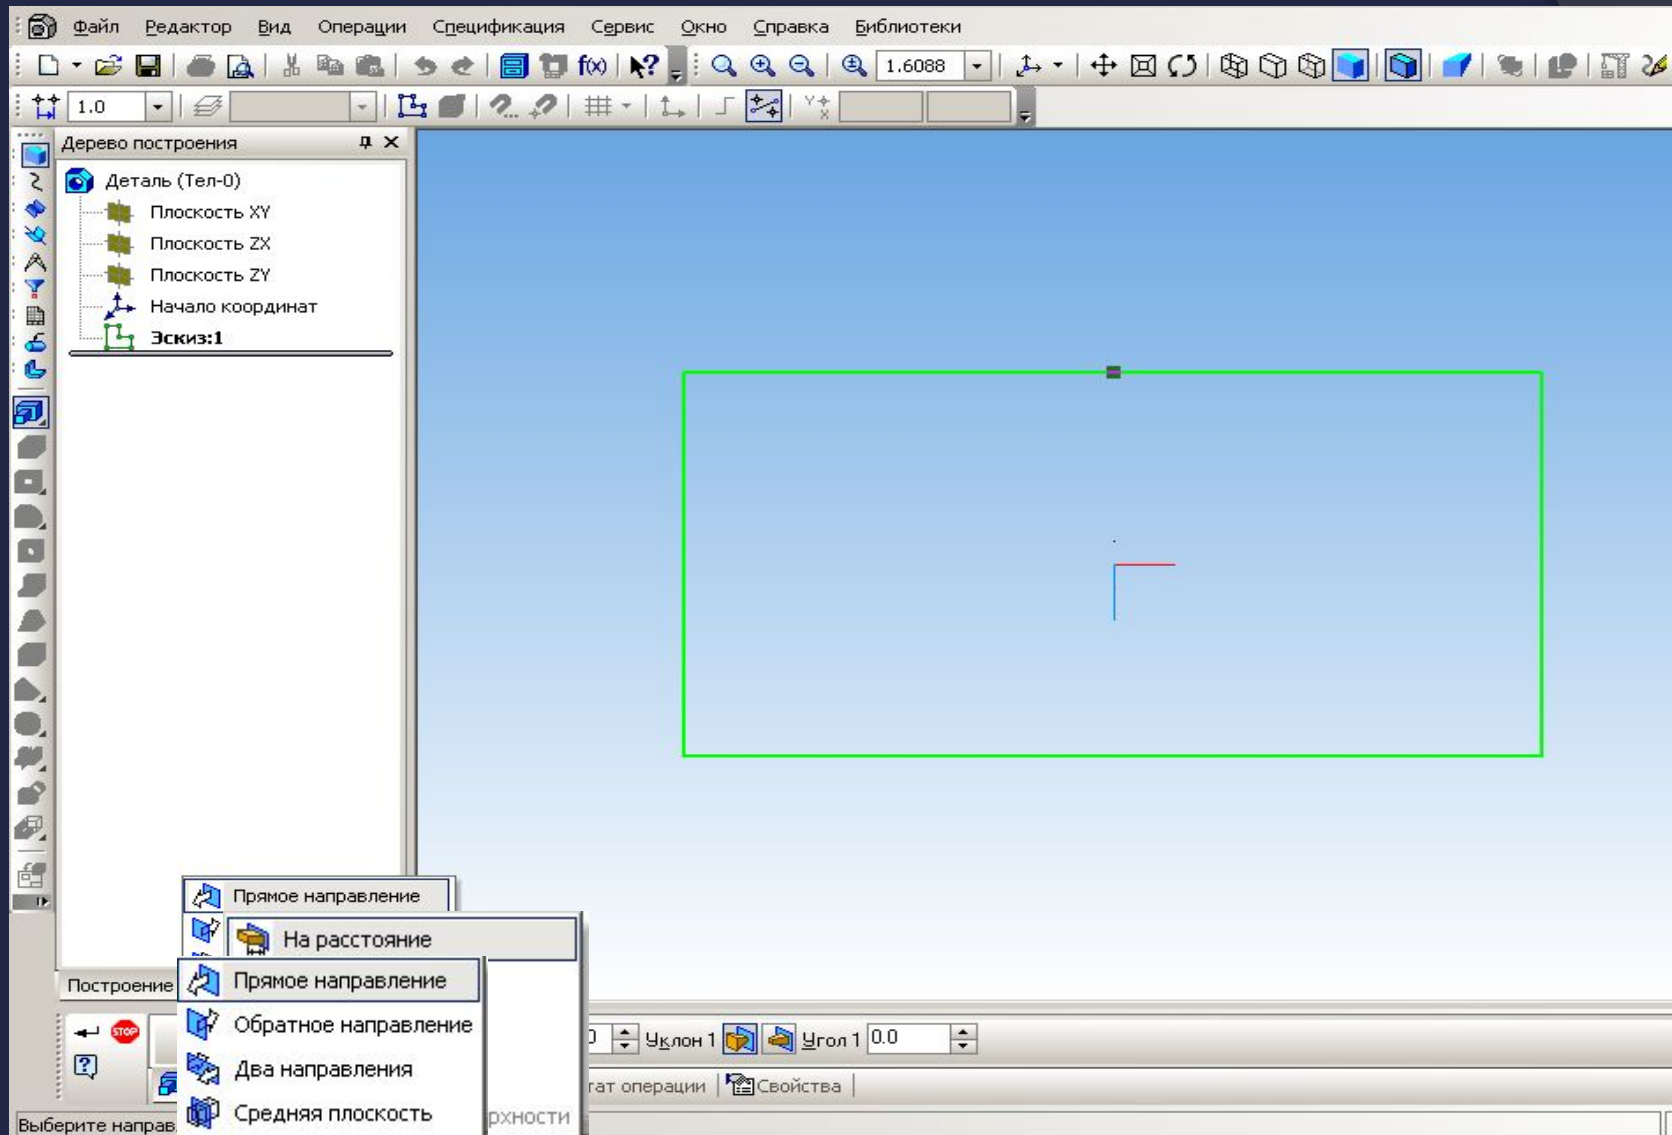 Файл Редактор Вид Операции Спецификация Сервис Окно Справка Библиотеки
f(x) ? 1.6088
1.0 Y X
Дерево построения
Деталь (Тел-0)
Плоскость XY
Плоскость ZX
Плоскость ZY
Начало координат
Эскиз:1
Прямое направление
На расстояние
Построение
Прямое направление
STOP
Обратное направление
Уклон 1 Угол 1 0.0
?
Два направления
тат операции Свойства
Средняя плоскость
рхности
Выберите направ